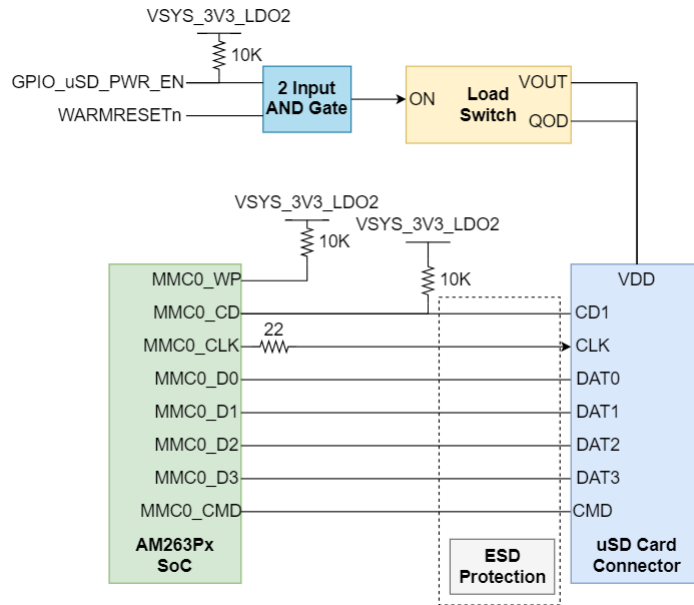 VSYS_3V3_LDO2
10K
GPIO_uSD_PWR_EN
WARMRESETn
2 Input
AND Gate
ON
Load
Switch
VOUT
QOD
VSYS_3V3_LDO2
10K
VSYS_3V3_LDO2
10K
MMC0_WP
MMC0_CD
MMC0_CLK
22
MMC0_D0
MMC0_D1
MMC0_D2
MMC0_D3
MMC0_CMD
AM263Px
SoC
ESD
Protection
VDD
CD1
CLK
DAT0
DAT1
DAT2
DAT3
CMD
uSD Card
Connector